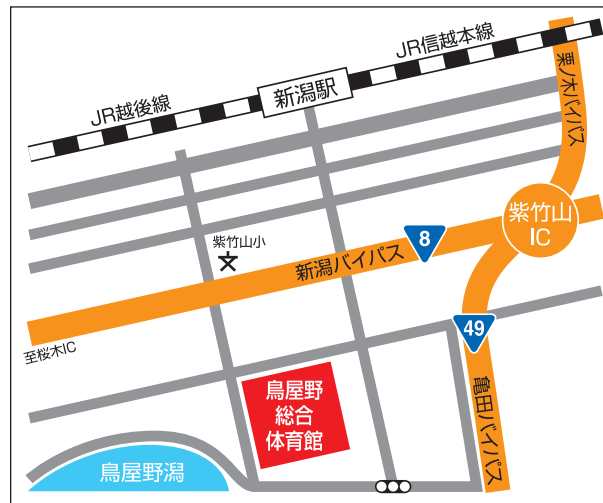 JR信越本線
新潟駅
JR越後線
栗ノ木バイパス
紫竹山
IC
紫竹山小
8
新潟バイパス
至桜木IC
49
亀田バイパス
鳥屋野
総合
体育館
鳥屋野潟